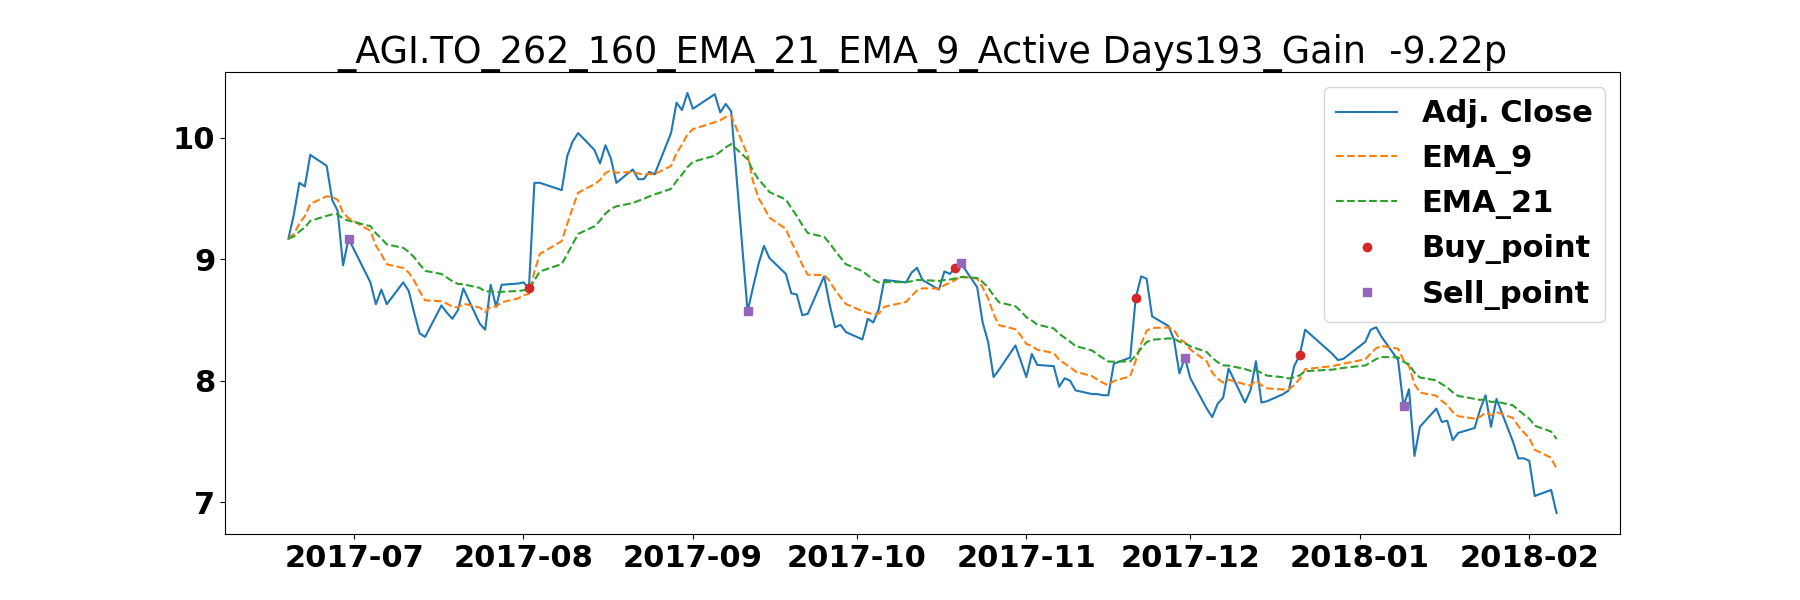 _AGI.TO_262_160_EMA_21_EMA_9_Active Days193_Gain  -9.22p
10
9
8
7
Adj. Close
EMA_9
EMA_21
Buy_point
Sell_point
2017-07 2017-08 2017-09 2017-10 2017-11 2017-12 2018-01 2018-02